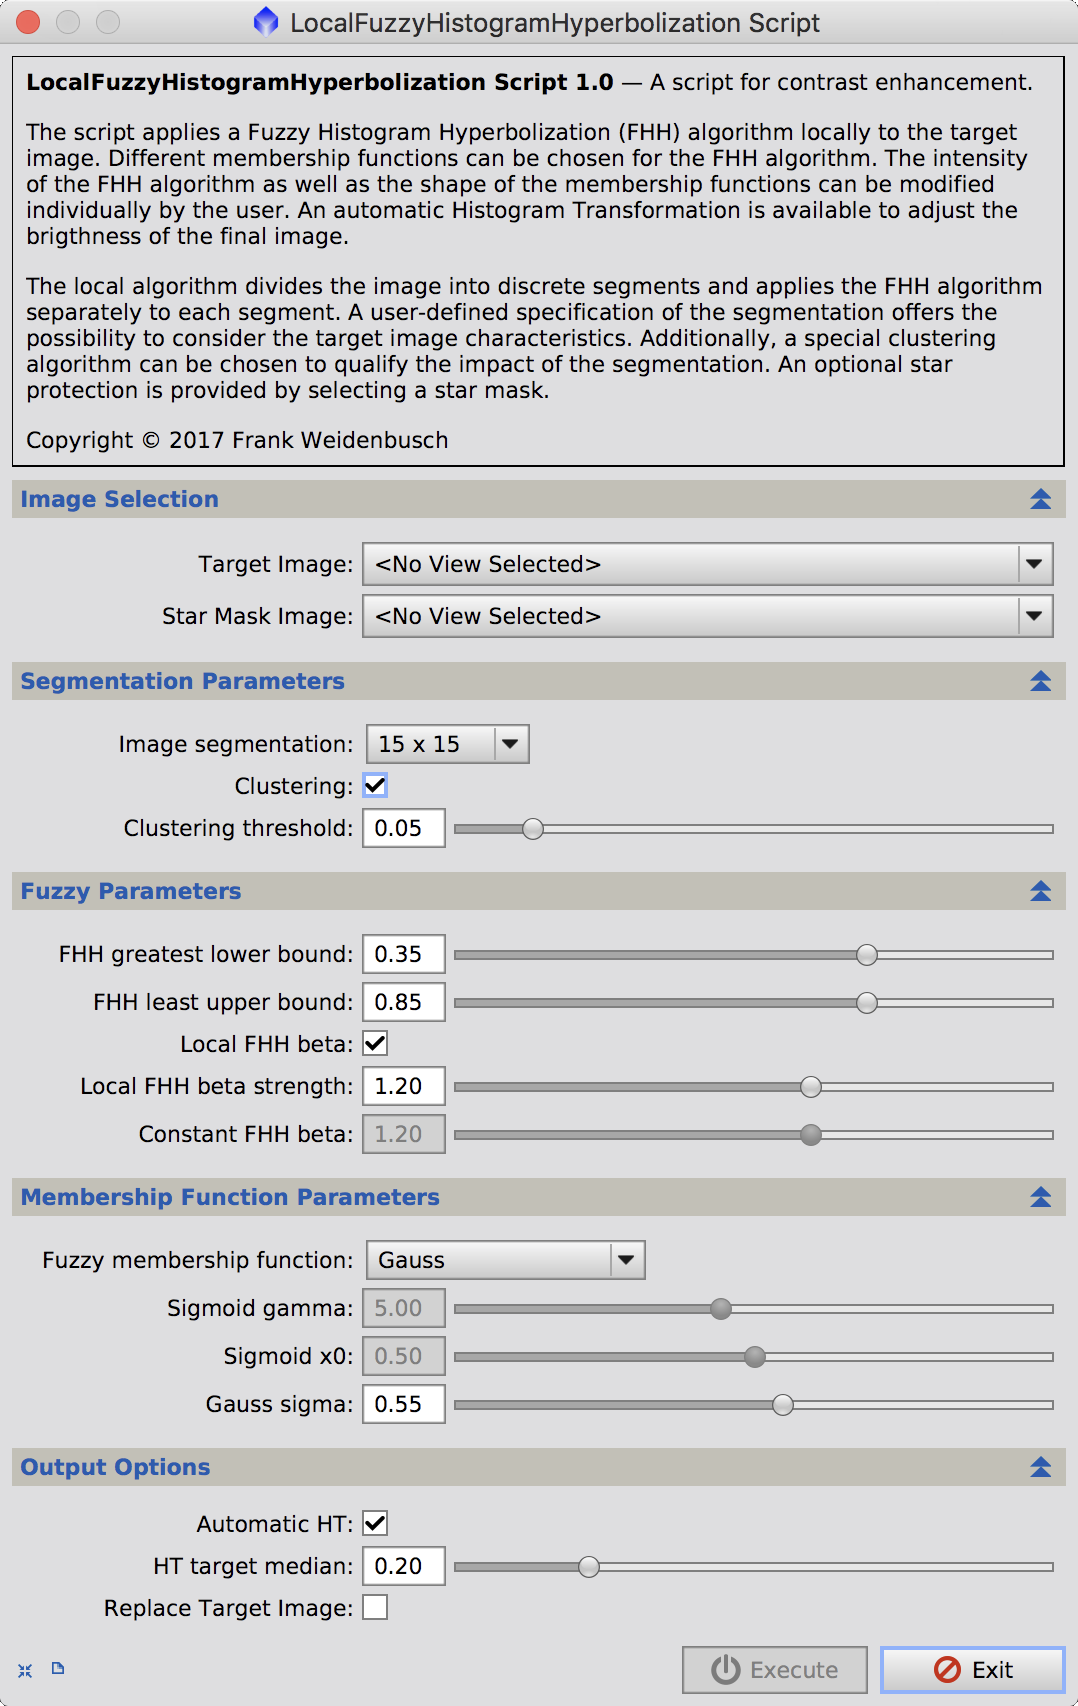 LocalFuzzyHistogramHyperbolization Script
LocalFuzzyHistogramHyperbolization Script 1.0 — A script for contrast enhancement.
The script applies a Fuzzy Histogram Hyperbolization (FHH) algorithm locally to the target
image. Different membership functions can be chosen for the FHH algorithm. The intensity
of the FHH algorithm as well as the shape of the membership functions can be modified
individually by the user. An automatic Histogram Transformation is available to adjust the
brigthness of the final image.
The local algorithm divides the image into discrete segments and applies the FHH algorithm
separately to each segment. A user-defined specification of the segmentation offers the
possibility to consider the target image characteristics. Additionally, a special clustering
algorithm can be chosen to qualify the impact of the segmentation. An optional star
protection is provided by selecting a star mask.
Copyright © 2017 Frank Weidenbusch
Image Selection
Target Image: <No View Selected>
Star Mask Image: <No View Selected>
Segmentation Parameters
Image segmentation: 15 x 15
Clustering:
Clustering threshold: 0.05
Fuzzy Parameters
FHH greatest lower bound: 0.35
FHH least upper bound: 0.85
Local FHH beta:
Local FHH beta strength: 1.20
Constant FHH beta: 1.20
Membership Function Parameters
Fuzzy membership function: Gauss
Sigmoid gamma: 5.00
Sigmoid x0: 0.50
Gauss sigma: 0.55
Output Options
Automatic HT:
HT target median: 0.20
Replace Target Image:
Execute Exit